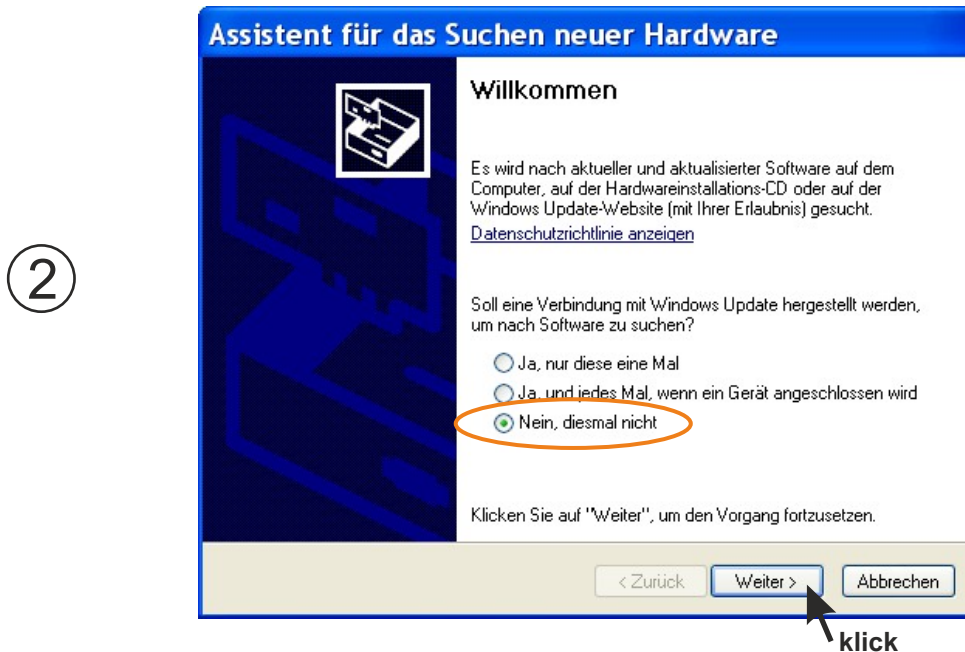 Assistent für das Suchen neuer Hardware
Willkommen
Es wird nach aktueller und aktualisierter Software auf dem
Computer, auf der Hardwareinstallations-CD oder auf der
Windows Update-Website (mit Ihrer Erlaubnis) gesucht.
Datenschutzrichtlinie anzeigen
2
Soll eine Verbindung mit Windows Update hergestellt werden,
um nach Software zu suchen?
Ja, nur diese eine Mal
Ja, und jedes Mal, wenn ein Gerät angeschlossen wird
Nein, diesmal nicht
Klicken Sie auf "Weiter", um den Vorgang fortzusetzen.
< Zurück Weiter > Abbrechen
klick